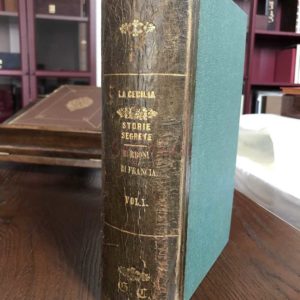 LA CECILIA
STORIE
SEGRETE
BORBONI
DI FRANCIA
VOL. I.
G. C.